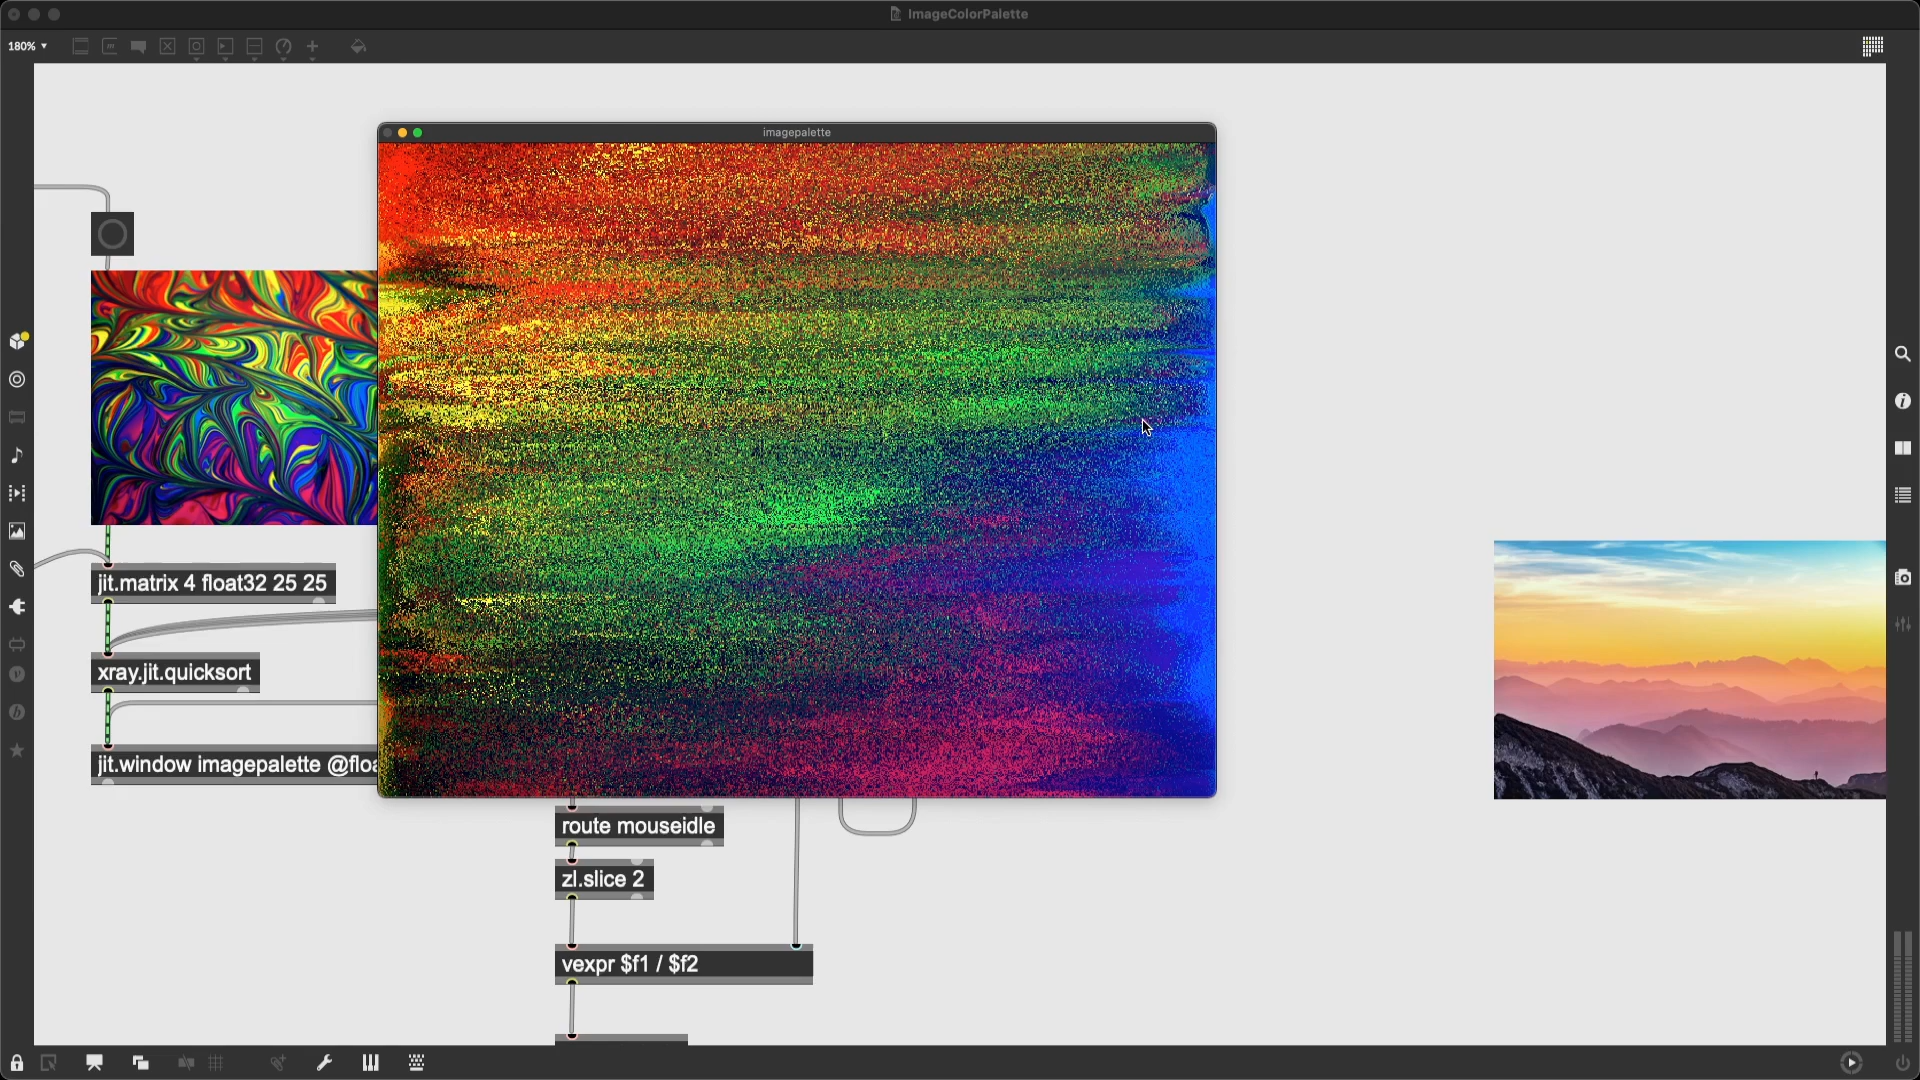 ImageColorPalette
180%
imagepalette
jit.matrix 4 float32 25 25
xray.jit.quicksort
jit.window imagepalette @floa
route mouseidle
zl.slice 2
vexpr $f1 / $f2